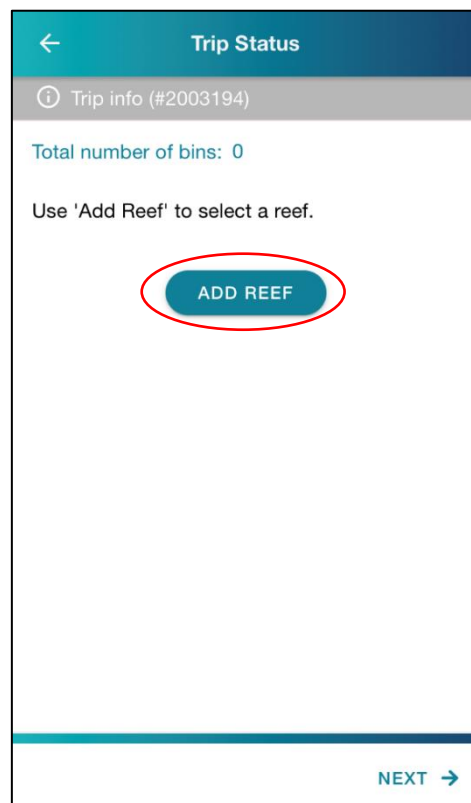 Trip Status
Trip info (#2003194)
Total number of bins: 0
Use 'Add Reef' to select a reef.
ADD REEF
NEXT